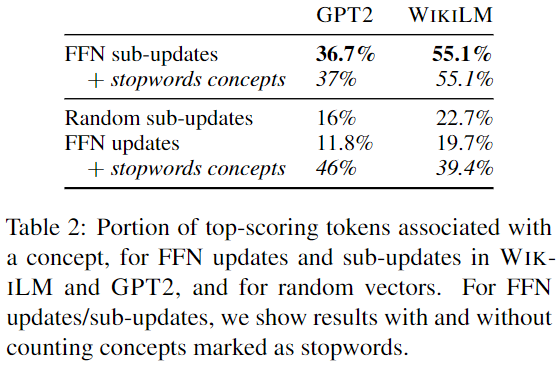 GPT2 WIKILM
FFN sub-updates 36.7% 55.1%
+ stopwords concepts 37% 55.1%
Random sub-updates 16% 22.7%
FFN updates 11.8% 19.7%
+ stopwords concepts 46% 39.4%
Table 2: Portion of top-scoring tokens associated with
a concept, for FFN updates and sub-updates in WIK-
ILM and GPT2, and for random vectors. For FFN
updates/sub-updates, we show results with and without
counting concepts marked as stopwords.